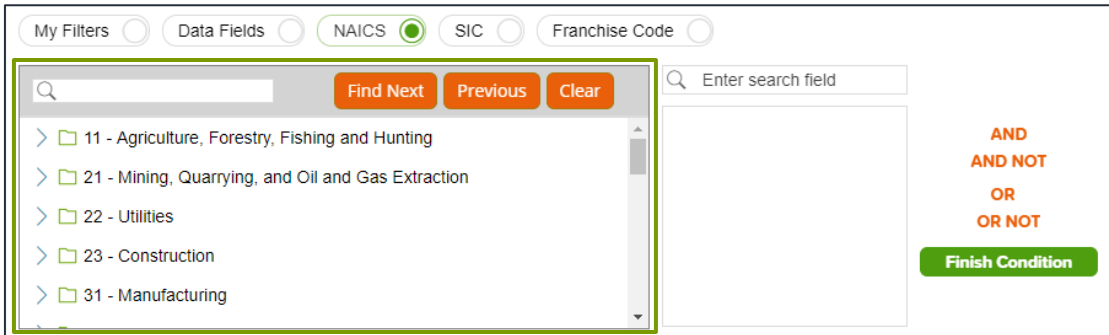 My Filters
Data Fields
NAICS
SIC
Franchise Code
Find Next
Previous
Clear
Enter search field
11 - Agriculture, Forestry, Fishing and Hunting
21 - Mining, Quarrying, and Oil and Gas Extraction
22 - Utilities
23 - Construction
31 - Manufacturing
AND
AND NOT
OR
OR NOT
Finish Condition